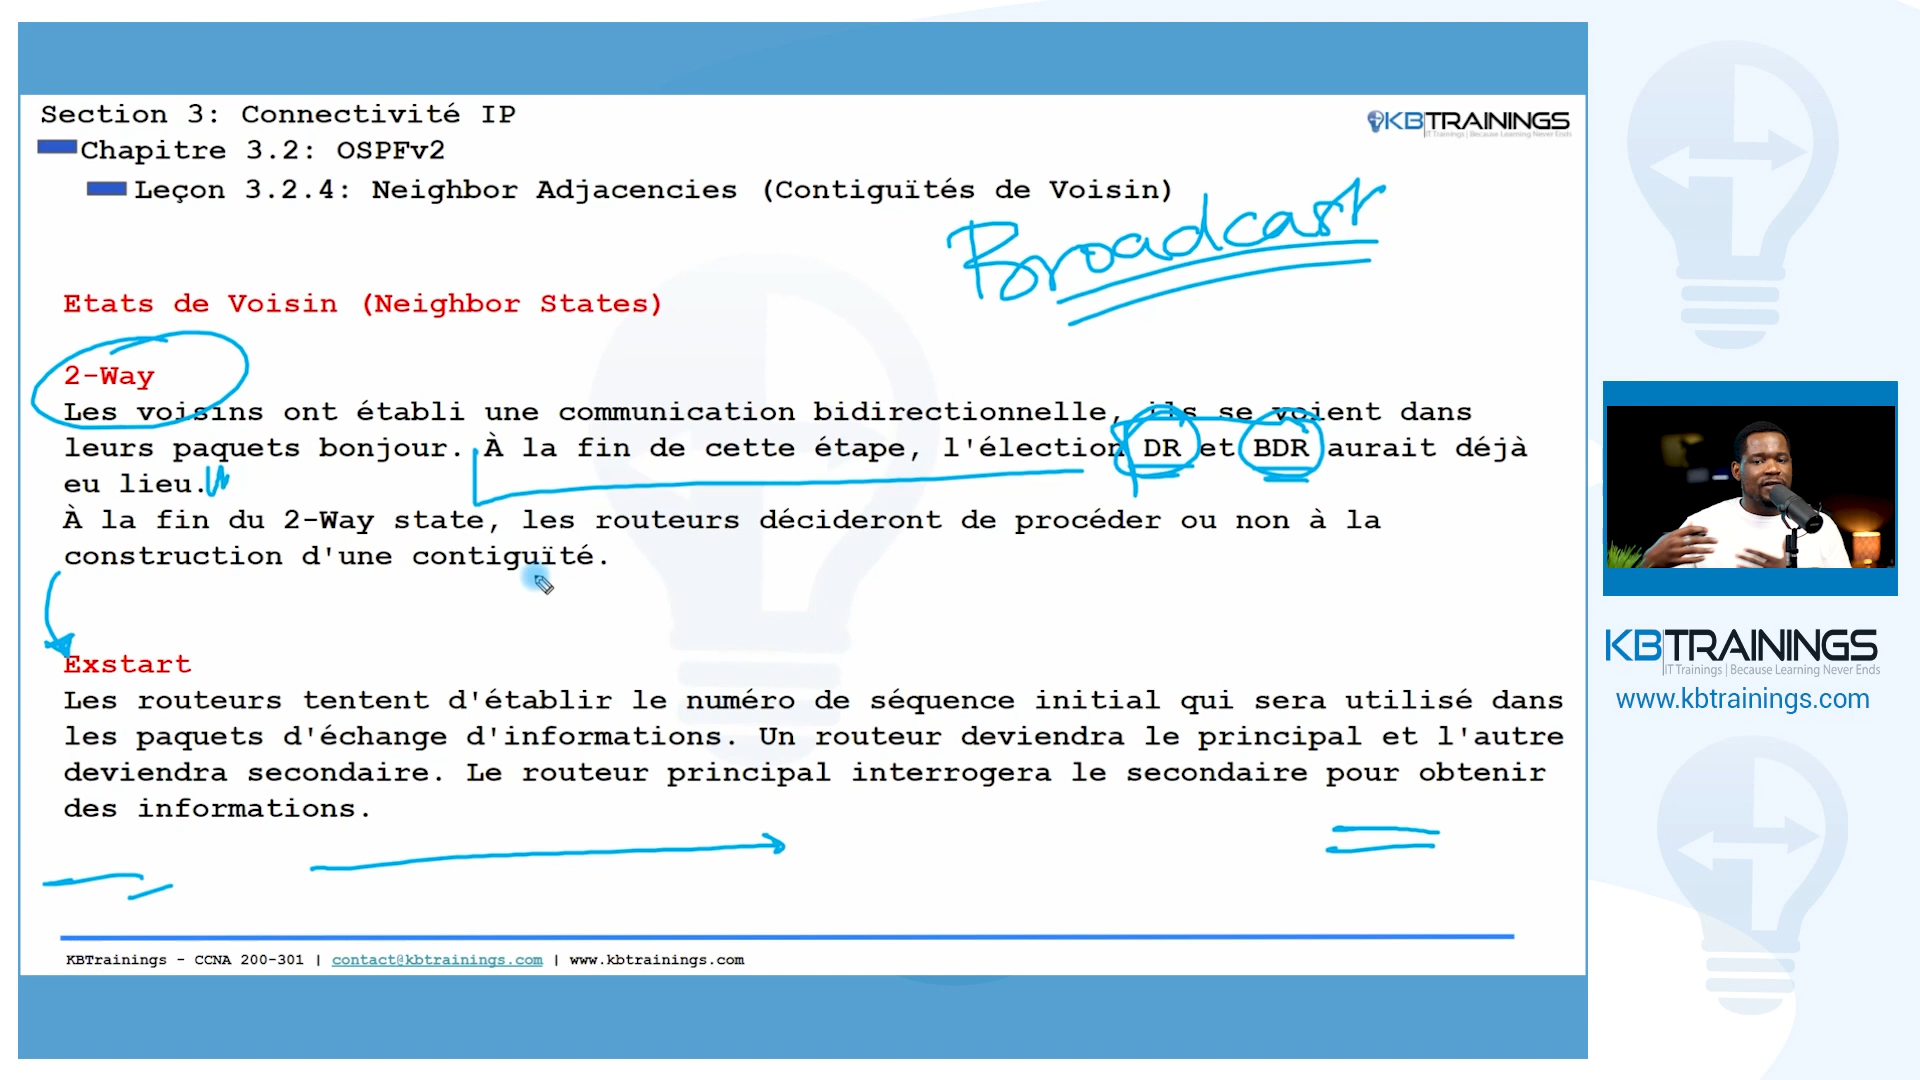 Section 3: Connectivité IP
Chapitre 3.2: OSPFv2
Leçon 3.2.4: Neighbor Adjacencies (Contiguïtés de Voisin)
KBTRAININGS
IT Trainings | Because Learning Never Ends
Broadcast
Etats de Voisin (Neighbor States)
2-Way
Les voisins ont établi une communication bidirectionnelle, ils se voient dans
leurs paquets bonjour. À la fin de cette étape, l'élection DR et BDR aurait déjà
eu lieu.
À la fin du 2-Way state, les routeurs décideront de procéder ou non à la
construction d'une contiguïté.
Exstart
Les routeurs tentent d'établir le numéro de séquence initial qui sera utilisé dans
les paquets d'échange d'informations. Un routeur deviendra le principal et l'autre
deviendra secondaire. Le routeur principal interrogera le secondaire pour obtenir
des informations.
KBTrainings - CCNA 200-301 | contact@kbtrainings.com | www.kbtrainings.com
KBTRAININGS
IT Trainings | Because Learning Never Ends
www.kbtrainings.com